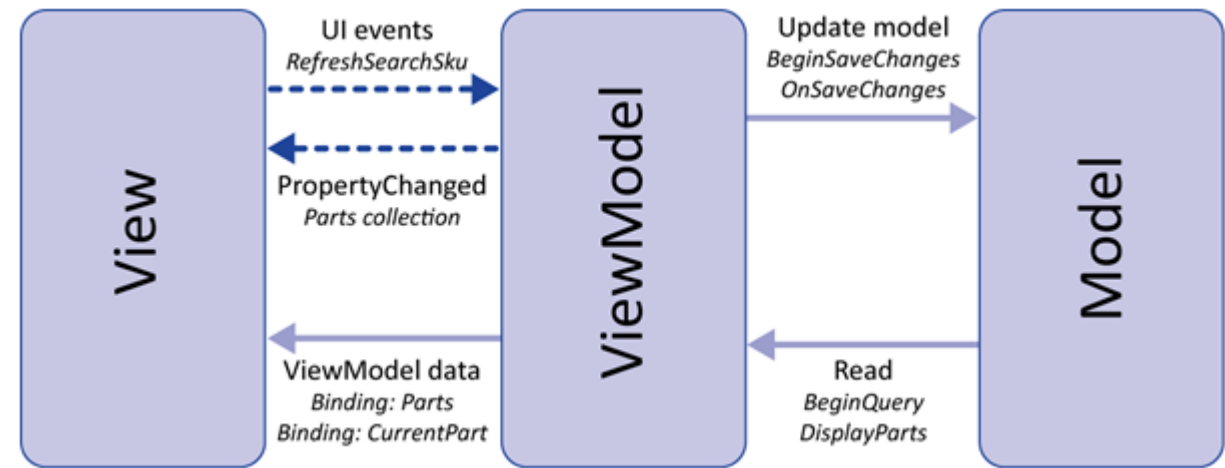 View
UI events
RefreshSearchSku
PropertyChanged
Parts collection
ViewModel data
Binding: Parts
Binding: CurrentPart
ViewModel
Update model
BeginSaveChanges
OnSaveChanges
Read
BeginQuery
DisplayParts
Model